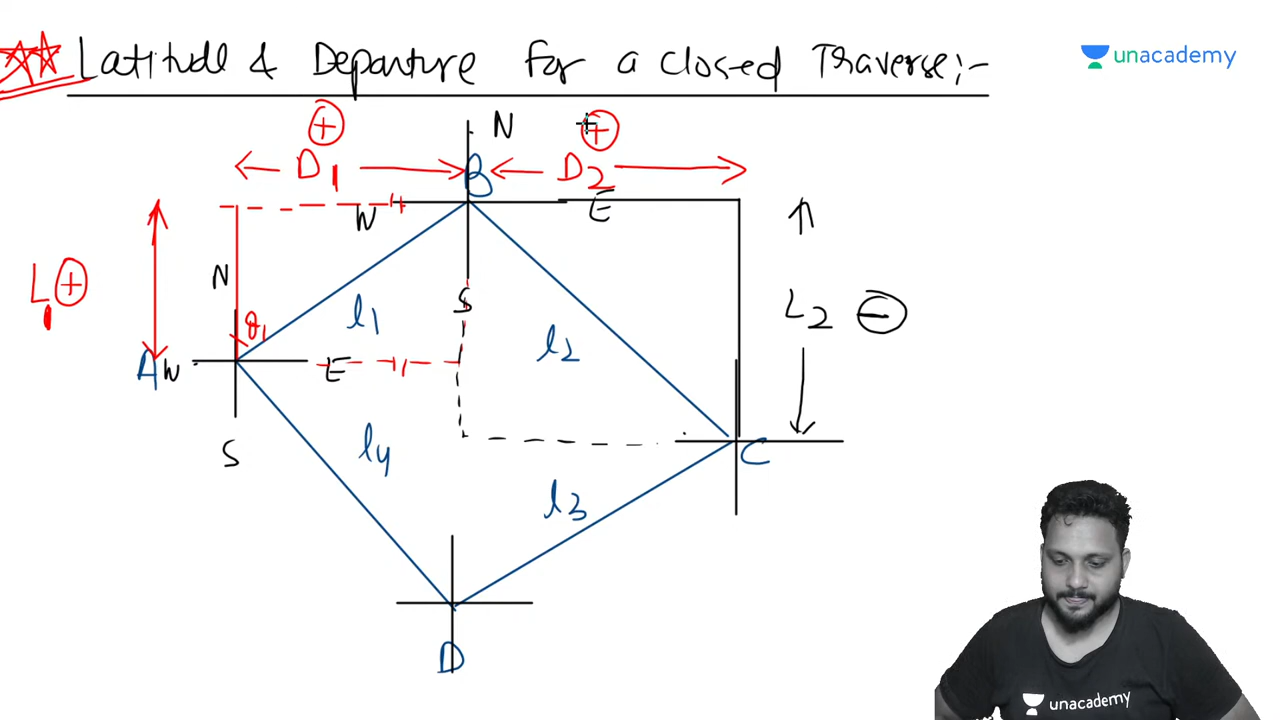 Latitude & Departure for a Closed Traverse:-
unacademy
+ N + +
D1 B D2
W E
L1 + N S L2 -
θ1 l1 l2
A W E
S l4 C
l3
D
unacademy